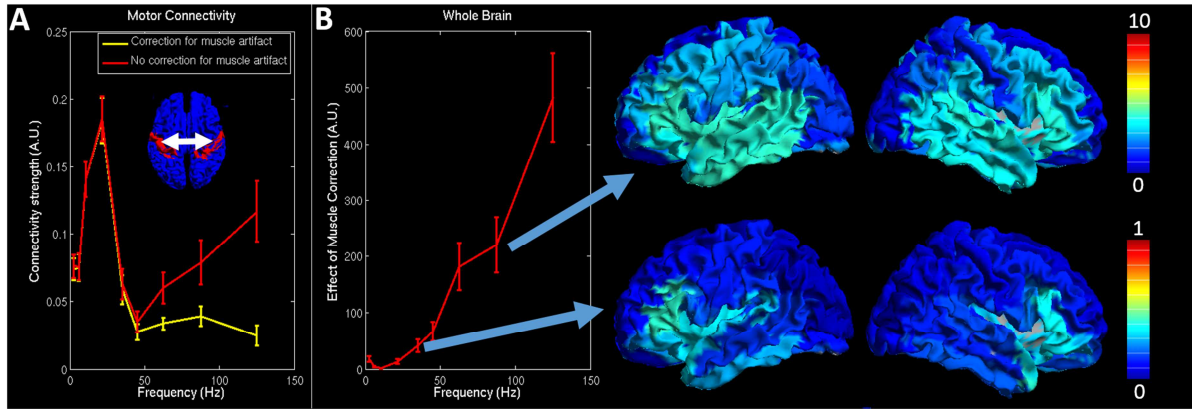 A
Motor Connectivity
Correction for muscle artifact
No correction for muscle artifact
0.25
0.2
0.15
0.1
0.05
0
0
50
100
150
Connectivity strength (A.U.)
Frequency (Hz)
B
Whole Brain
600
500
400
300
200
100
0
0
50
100
150
Effect of Muscle Correction (A.U.)
Frequency (Hz)
10
0
1
0